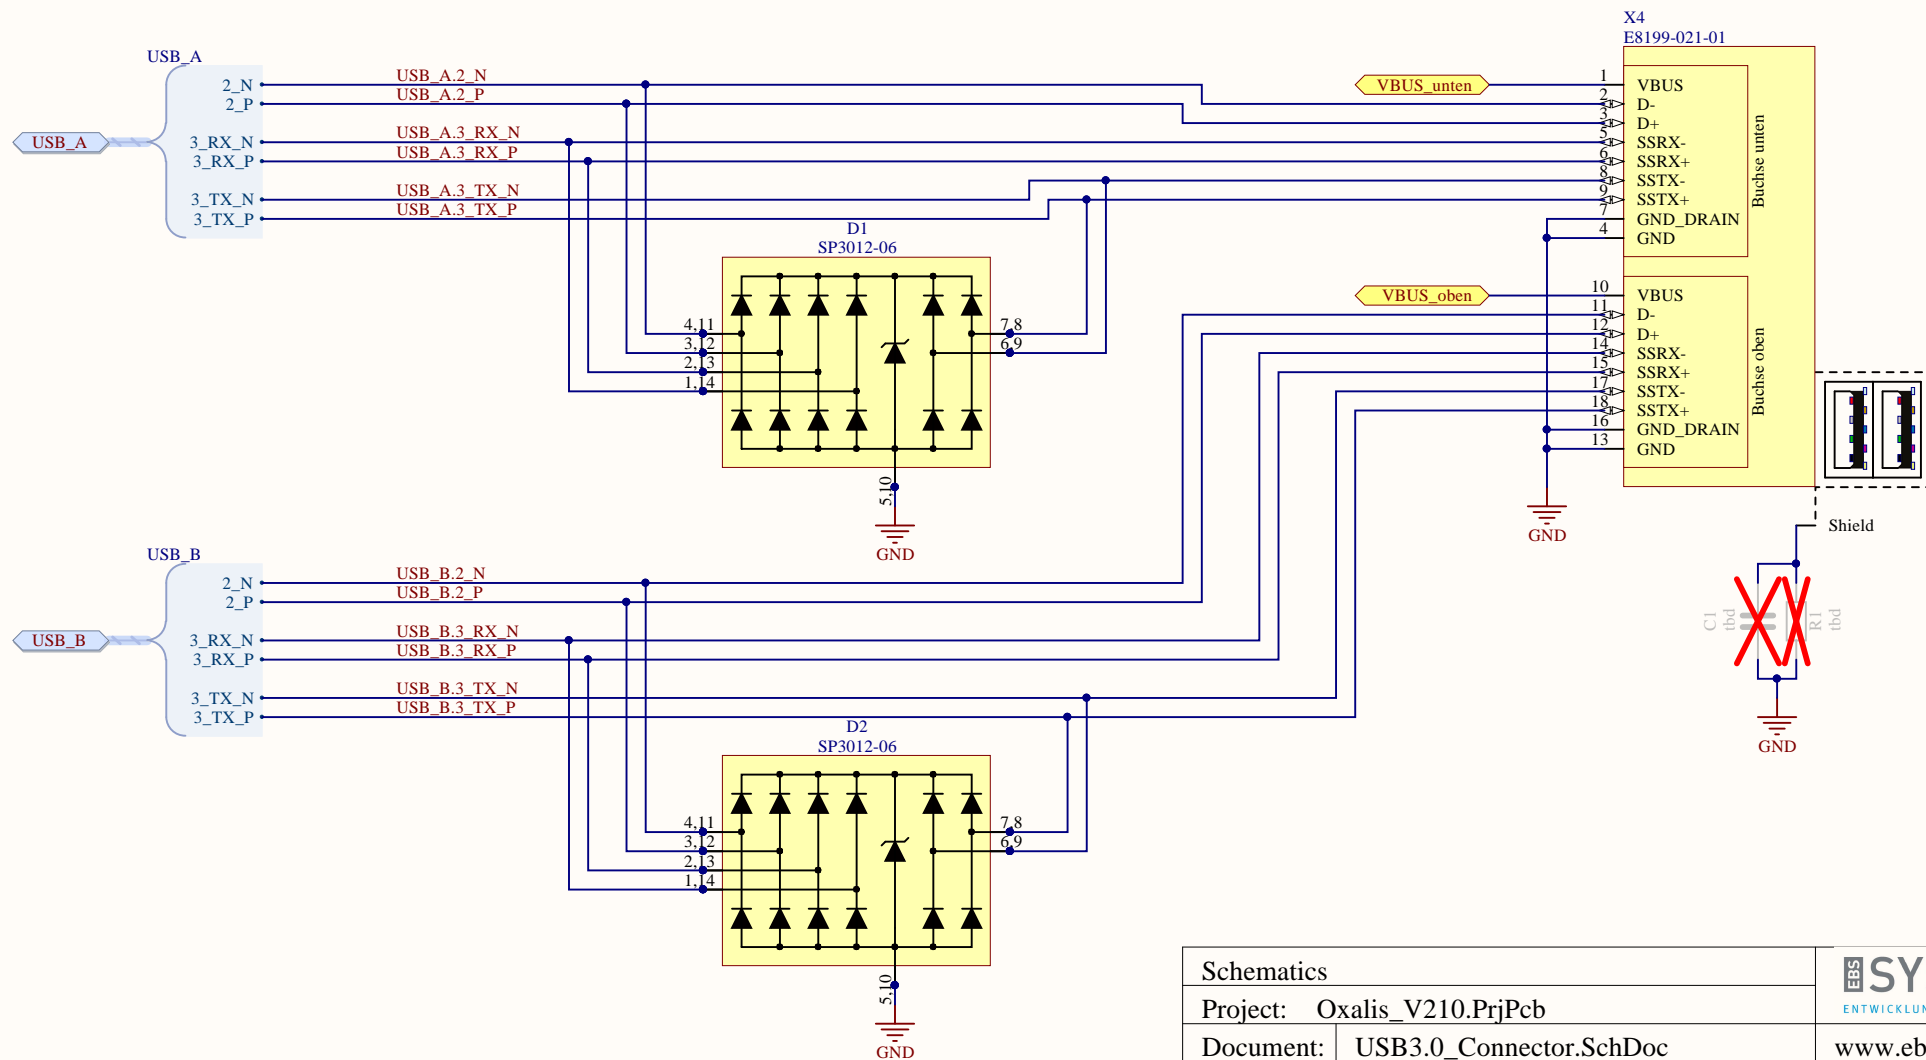 X4
E8199-021-01
USB_A
USB_A
2_N
2_P
3_RX_N
3_RX_P
3_TX_N
3_TX_P
USB_A.2_N
USB_A.2_P
USB_A.3_RX_N
USB_A.3_RX_P
USB_A.3_TX_N
USB_A.3_TX_P
VBUS_unten
1 VBUS
2 D-
3 D+
5 SSRX-
6 SSRX+
8 SSTX-
9 SSTX+
7 GND_DRAIN
4 GND
Buchse unten
D1
SP3012-06
4,11
3,12
2,13
1,14
7,8
6,9
5,10
GND
VBUS_oben
10 VBUS
11 D-
12 D+
14 SSRX-
15 SSRX+
17 SSTX-
18 SSTX+
16 GND_DRAIN
13 GND
Buchse oben
GND
Shield
C1
tbd
R1
tbd
GND
USB_B
USB_B
2_N
2_P
3_RX_N
3_RX_P
3_TX_N
3_TX_P
USB_B.2_N
USB_B.2_P
USB_B.3_RX_N
USB_B.3_RX_P
USB_B.3_TX_N
USB_B.3_TX_P
D2
SP3012-06
4,11
3,12
2,13
1,14
7,8
6,9
5,10
GND
Schematics
Project: Oxalis_V210.PrjPcb
Document: USB3.0_Connector.SchDoc
EBS SY
ENTWICKLUN
www.eb